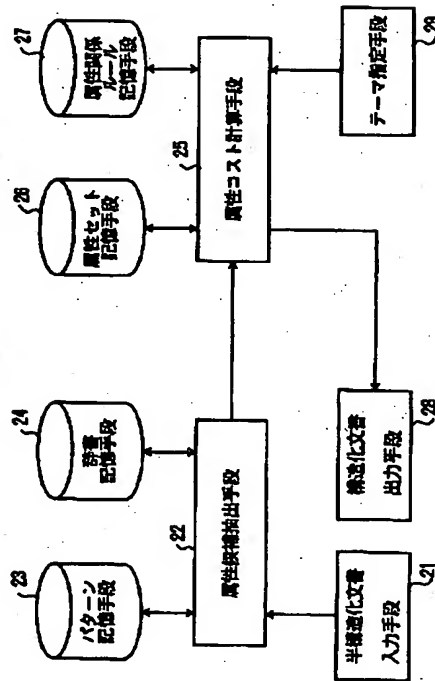 23
パターン
記憶手段
24
辞書
記憶手段
26
属性セット
記憶手段
27
属性関係
ルール
記憶手段
22
属性候補抽出手段
25
属性コスト計算手段
21
半構造化文書
入力手段
28
構造化文書
出力手段
29
テーマ指定手段